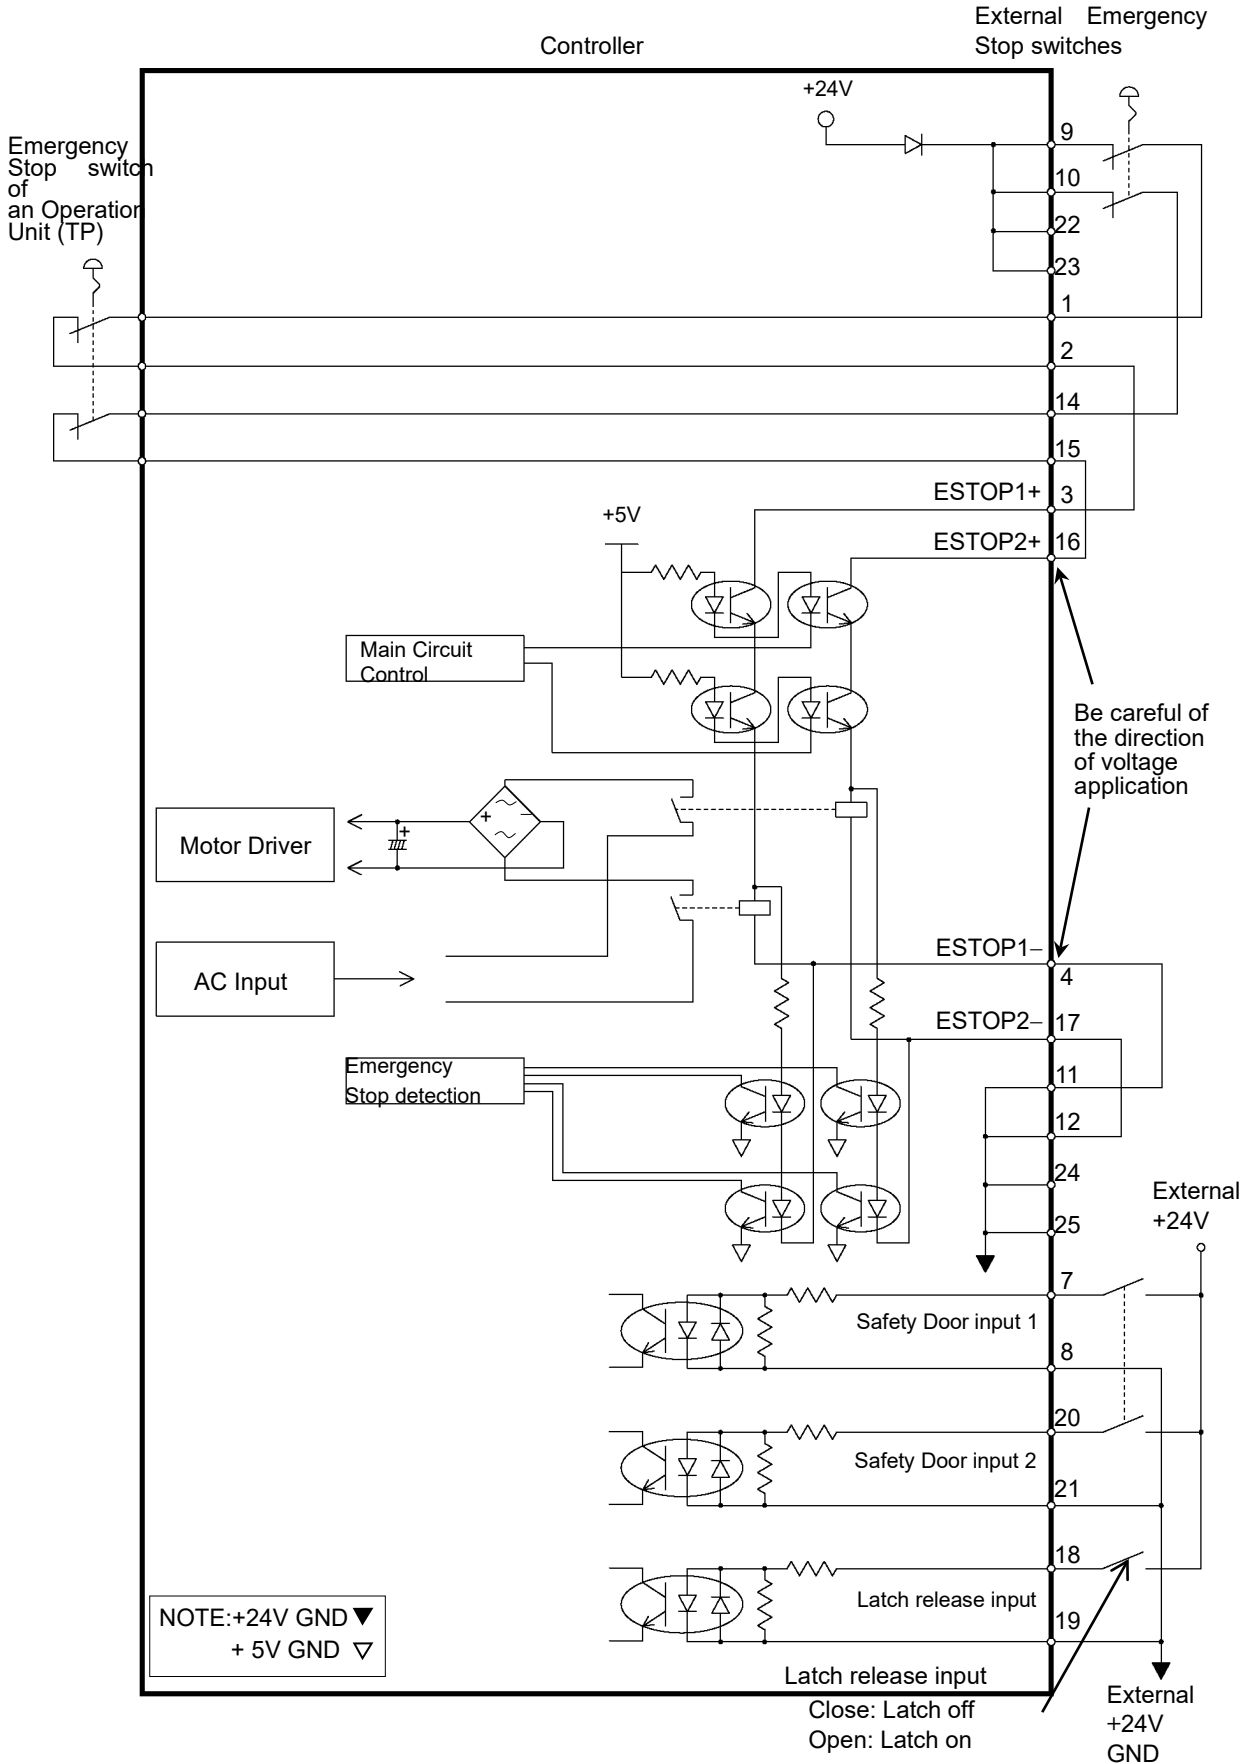 External Emergency
Stop switches
Controller
+24V
Emergency
Stop switch
of
an Operation
Unit (TP)
9
10
22
23
1
2
14
15
ESTOP1+ 3
+5V
ESTOP2+ 16
Main Circuit
Control
Be careful of
the direction
of voltage
application
+
+
−
Motor Driver
ESTOP1−
4
AC Input
ESTOP2− 17
Emergency
Stop detection
11
12
24
External
+24V
25
7
Safety Door input 1
8
20
Safety Door input 2
21
18
Latch release input
19
NOTE:+24V GND
+ 5V GND
Latch release input
Close: Latch off
Open: Latch on
External
+24V
GND